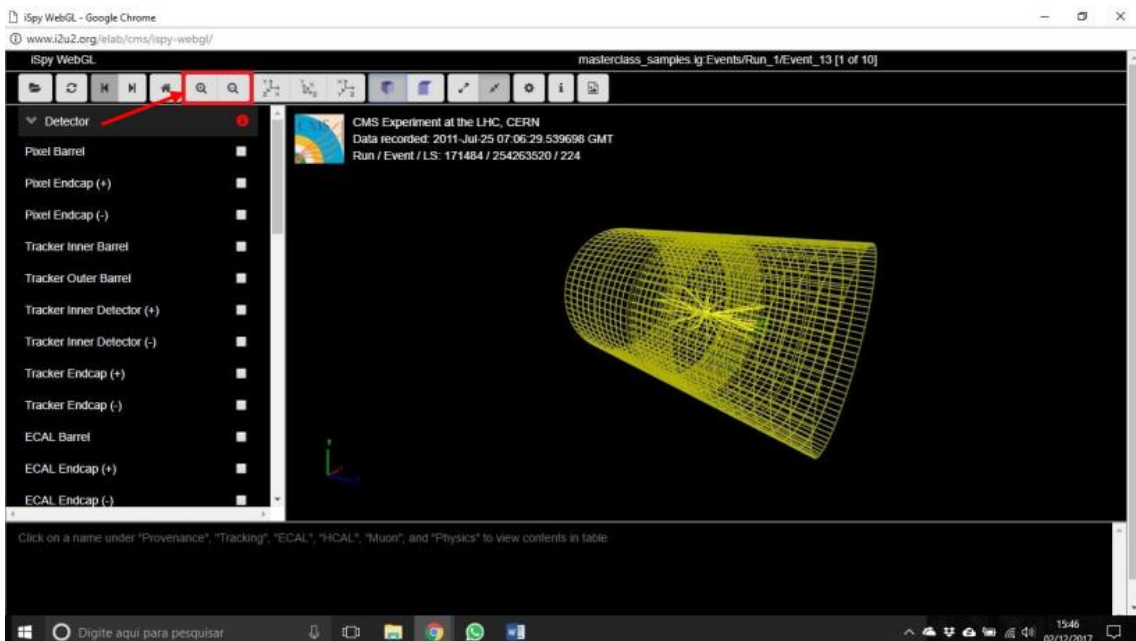 iSpy WebGL - Google Chrome
www.i2u2.org/elab/cms/ispy-webgl/
iSpy WebGL
masterclass_samples.ig:Events/Run_1/Event_13 [1 of 10]
Detector
Pixel Barrel
Pixel Endcap (+)
Pixel Endcap (-)
Tracker Inner Barrel
Tracker Outer Barrel
Tracker Inner Detector (+)
Tracker Inner Detector (-)
Tracker Endcap (+)
Tracker Endcap (-)
ECAL Barrel
ECAL Endcap (+)
ECAL Endcap (-)
CMS
CMS Experiment at the LHC, CERN
Data recorded: 2011-Jul-25 07:06:29.539698 GMT
Run / Event / LS: 171484 / 254263520 / 224
Click on a name under "Provenance", "Tracking", "ECAL", "HCAL", "Muon", and "Physics" to view contents in table
Digite aqui para pesquisar
15:46
02/12/2017